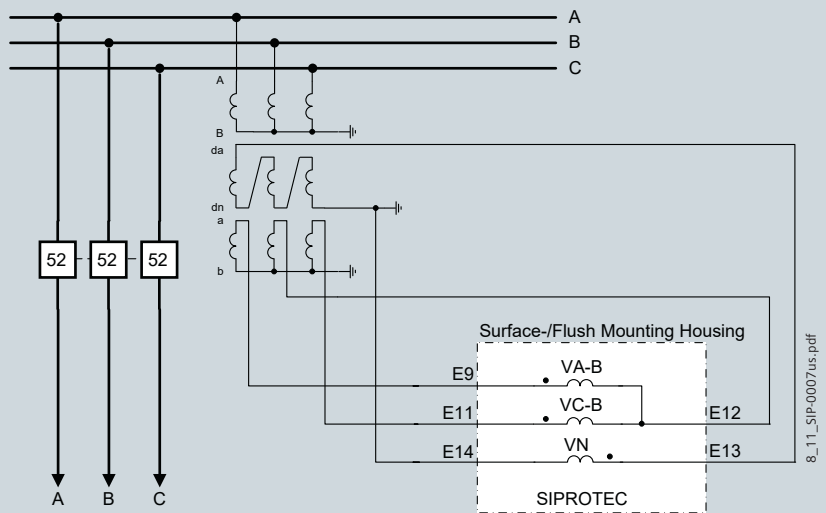 A
B
C
A
B
da
dn
a
b
52 52 52
Surface-/Flush Mounting Housing
E9 VA-B
E11 VC-B E12
E14 VN E13
SIPROTEC
A B C
8_11_SIP-0007us.pdf